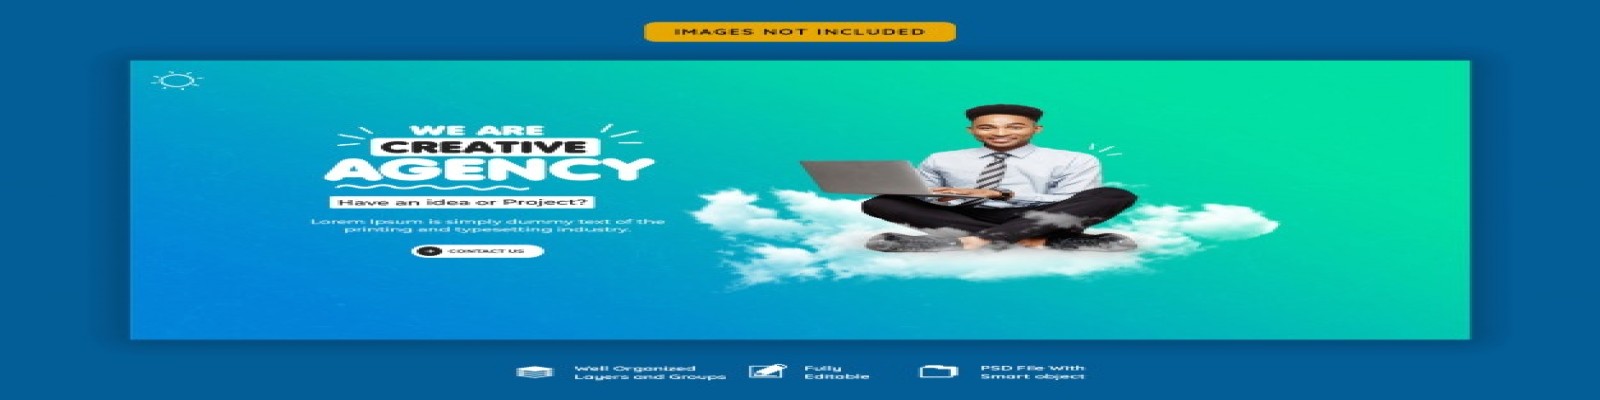 IMAGES NOT INCLUDED
WE ARE
CREATIVE
AGENCY
Have an idea or Project?
Lorem Ipsum is simply dummy text of the
printing and typesetting industry.
CONTACT US
Well Organized
Layers and Groups
Fully
Editable
PSD File With
Smart object